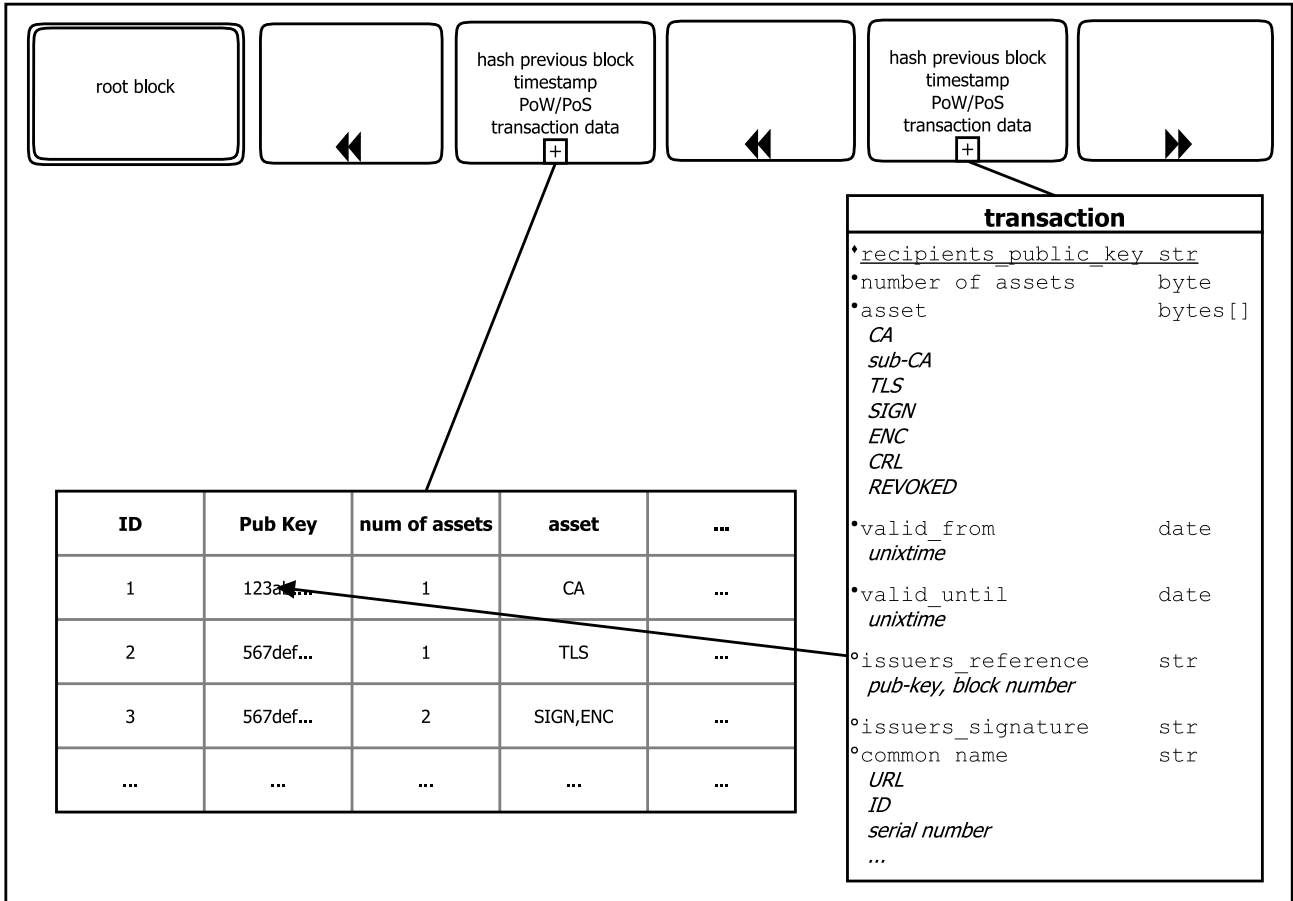 root block
hash previous block
timestamp
PoW/PoS
transaction data
+
hash previous block
timestamp
PoW/PoS
transaction data
+
transaction
recipients_public_key str
number of assets byte
asset bytes[]
CA
sub-CA
TLS
SIGN
ENC
CRL
REVOKED
valid_from date
unixtime
valid_until date
unixtime
issuers_reference str
pub-key, block number
issuers_signature str
common name str
URL
ID
serial number
...
ID Pub Key num of assets asset ...
1 1 CA ...
2 567def... 1 TLS ...
3 567def... 2 SIGN,ENC ...
... ... ... ... ...